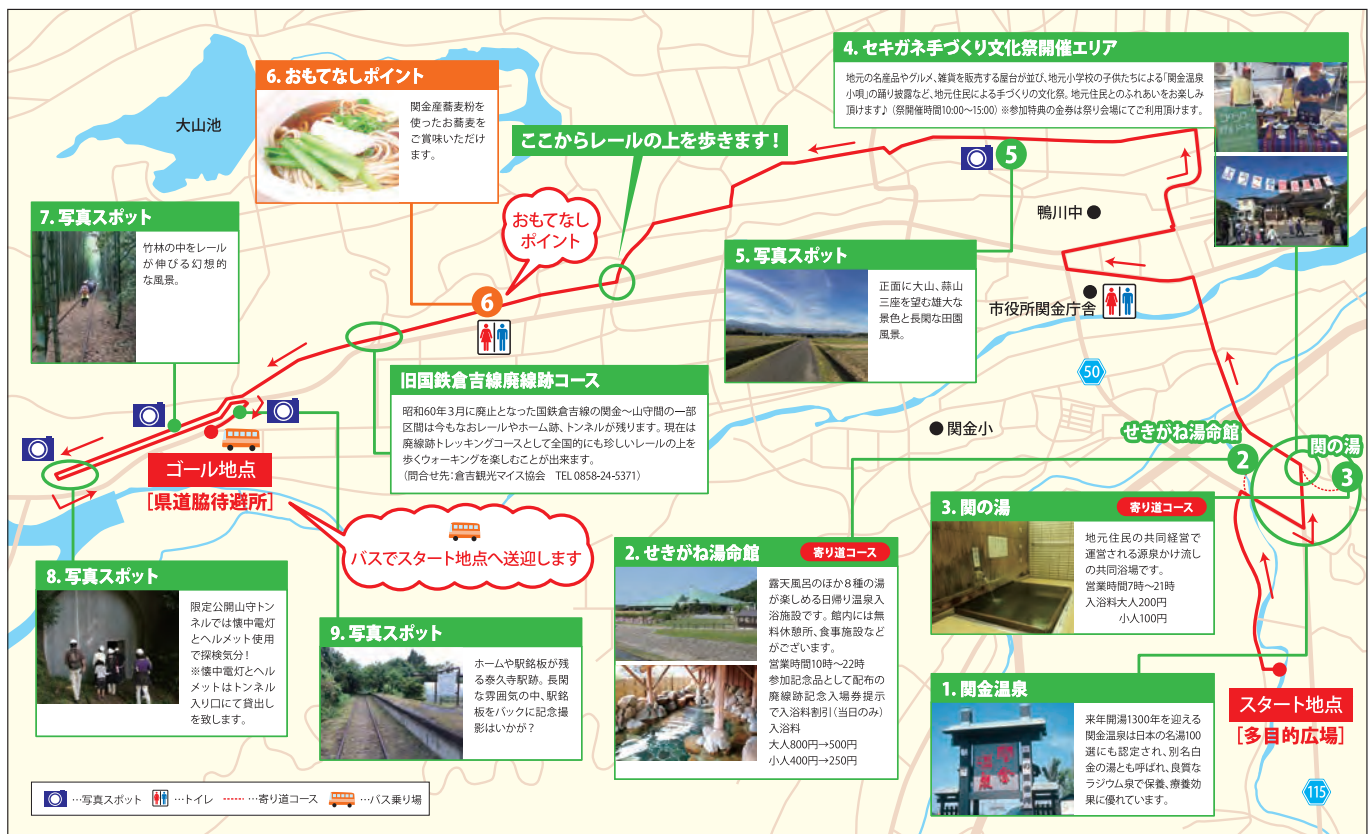 大山池
6. おもてなしポイント
関金産蕎麦粉を
使ったお蕎麦を
ご賞味いただけ
ます。
ここからレールの上を歩きます！
4. セキガネ手づくり文化祭開催エリア
地元の名産品やグルメ、雑貨を販売する屋台が並び、地元小学校の子供たちによる「関金温泉
小唄」の踊り披露など、地元住民による手づくりの文化祭。地元住民とのふれあいをお楽しみ
頂けます♪（祭開催時間10:00～15:00）※参加特典の金券は祭り会場にてご利用頂けます。
5
鴨川中
7. 写真スポット
竹林の中をレール
が伸びる幻想的
な風景。
おもてなし
ポイント
6
5. 写真スポット
正面に大山、蒜山
三座を望む雄大な
景色と長閑な田園
風景。
市役所関金庁舎
50
旧国鉄倉吉線廃線跡コース
昭和60年3月に廃止となった国鉄倉吉線の関金～山守間の一部
区間は今もなおレールやホーム跡、トンネルが残ります。現在は
廃線跡トレッキングコースとして全国的にも珍しいレールの上を
歩くウォーキングを楽しむことが出来ます。
（問合せ先：倉吉観光マイス協会　TEL 0858-24-5371）
関金小
せきがね湯命館
2
関の湯
3
ゴール地点
［県道脇待避所］
バスでスタート地点へ送迎します
3. 関の湯
寄り道コース
地元住民の共同経営で
運営される源泉かけ流し
の共同浴場です。
営業時間7時～21時
入浴料大人200円
小人100円
2. せきがね湯命館
寄り道コース
露天風呂のほか８種の湯
が楽しめる日帰り温泉入
浴施設です。館内には無
料休憩所、食事施設など
がございます。
営業時間10時～22時
参加記念品として配布の
廃線跡記念入場券提示
で入浴料割引（当日のみ）
入浴料
大人800円→500円
小人400円→250円
8. 写真スポット
限定公開山守トン
ネルでは懐中電灯
とヘルメット使用
で探検気分！
※懐中電灯とヘル
メットはトンネル
入り口にて貸出し
を致します。
9. 写真スポット
ホームや駅銘板が残
る泰久寺駅跡。長閑
な雰囲気の中、駅銘
板をバックに記念撮
影はいかが？
1. 関金温泉
関金温泉
来年開湯1300年を迎える
関金温泉は日本の名湯100
選にも認定され、別名白
金の湯とも呼ばれ、良質な
ラジウム泉で保養、療養効
果に優れています。
スタート地点
［多目的広場］
115
…写真スポット
…トイレ
…寄り道コース
…バス乗り場